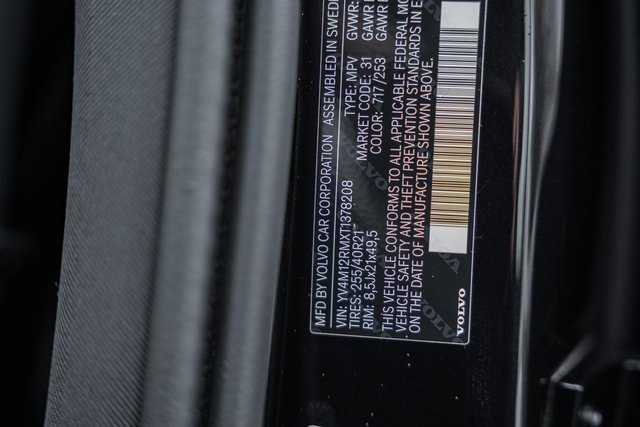 MFD BY VOLVO CAR CORPORATION ASSEMBLED IN SWED
VIN: YV4M12RMXT1378208 TYPE: MPV GVWR:
TIRES: 255/40R21 MARKET CODE: 31 GAWR
RIM: 8,5Jx21x49,5 COLOR: 717/253 GAWR
THIS VEHICLE CONFORMS TO ALL APPLICABLE FEDERAL MO
VEHICLE SAFETY AND THEFT PREVENTION STANDARDS IN E
ON THE DATE OF MANUFACTURE SHOWN ABOVE.
VOLVO